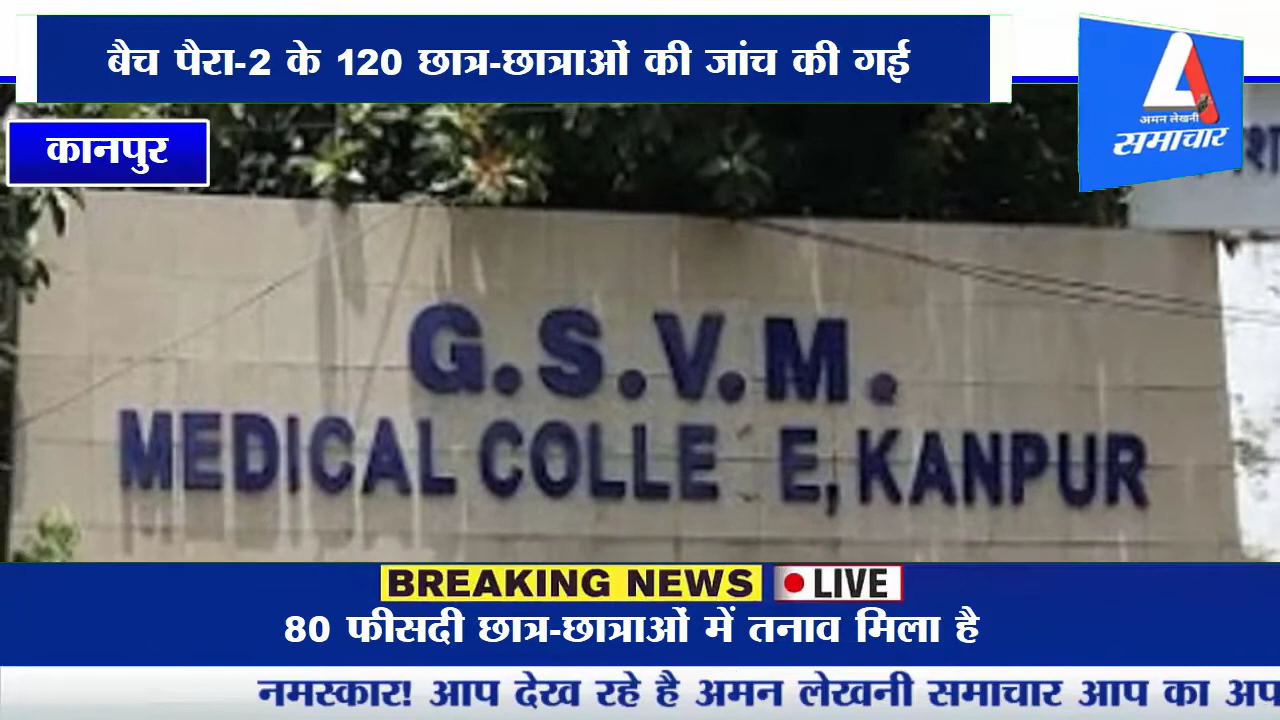 बैच पैरा-2 के 120 छात्र-छात्राओं की जांच की गई
अमन लेखनी
समाचार
कानपुर
G.S.V.M.
MEDICAL COLLE E, KANPUR
BREAKING NEWS
LIVE
80 फीसदी छात्र-छात्राओं में तनाव मिला है
नमस्कार! आप देख रहे है अमन लेखनी समाचार आप का अप